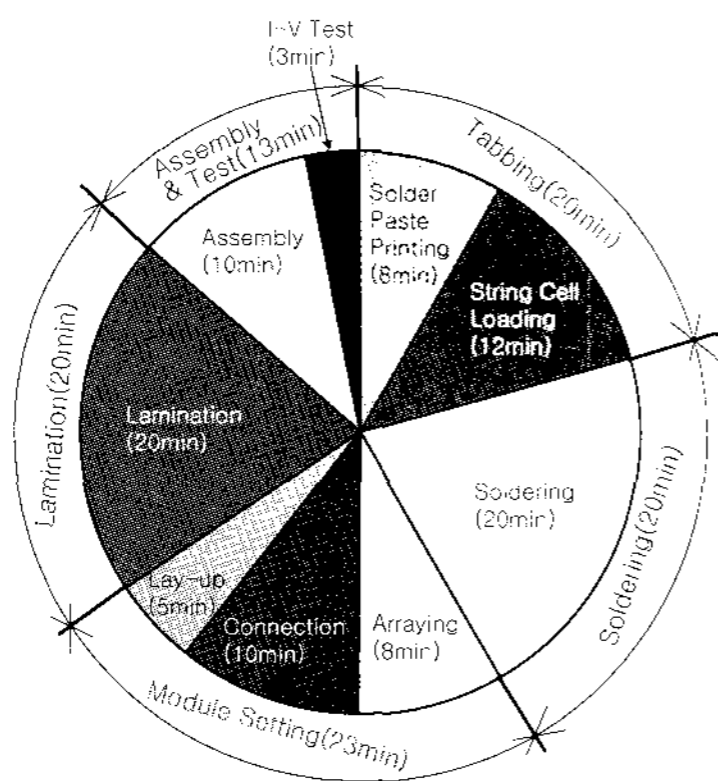 I-V Test
(3min)
Assembly
& Test(13min)
Tabbing(20min)
Solder
Paste
Printing
(8min)
Assembly
(10min)
String Cell
Loading
(12min)
Lamination(20min)
Lamination
(20min)
Soldering
(20min)
Soldering(20min)
Lay-up
(5min)
Connection
(10min)
Arraying
(8min)
Module Setting(23min)